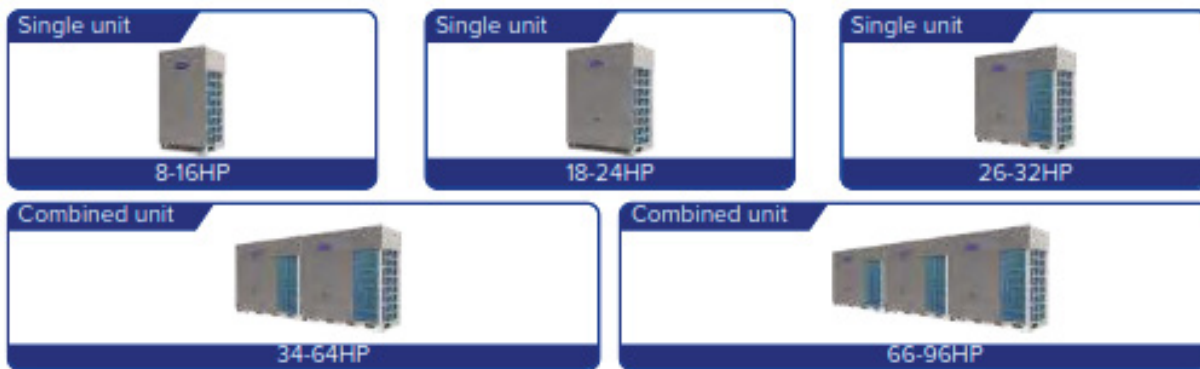 Single unit
8-16HP
Single unit
18-24HP
Single unit
26-32HP
Combined unit
34-64HP
Combined unit
66-96HP